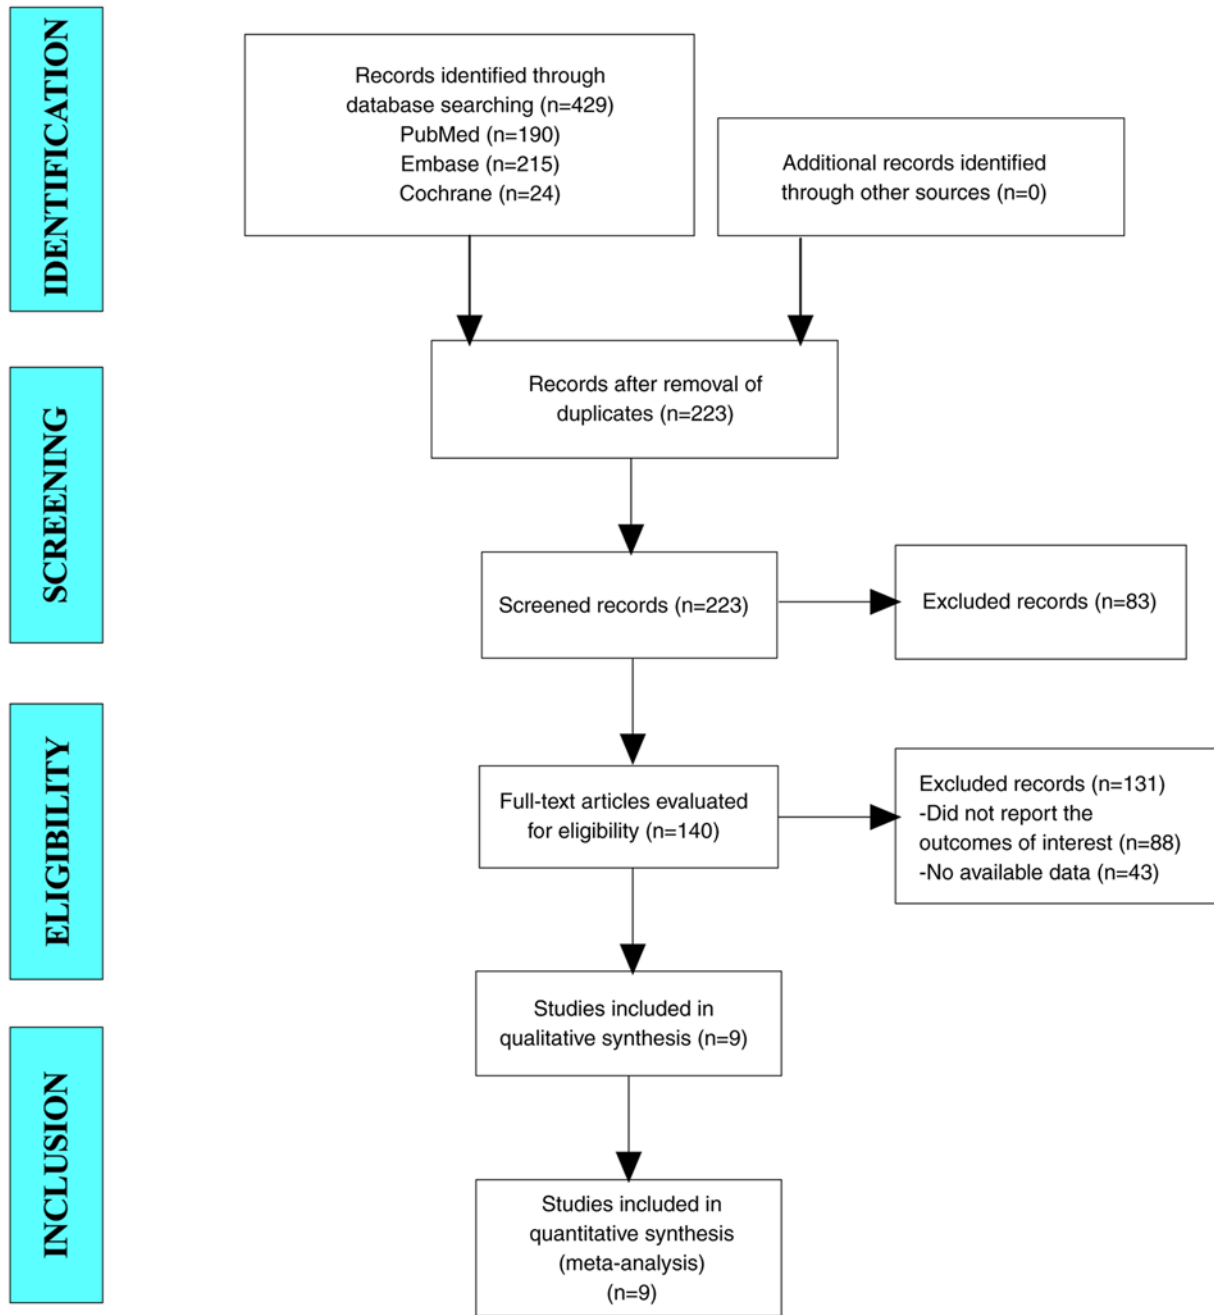 IDENTIFICATION
Records identified through
database searching (n=429)
PubMed (n=190)
Embase (n=215)
Cochrane (n=24)
Additional records identified
through other sources (n=0)
SCREENING
Records after removal of
duplicates (n=223)
Screened records (n=223)
Excluded records (n=83)
ELIGIBILITY
Full-text articles evaluated
for eligibility (n=140)
Excluded records (n=131)
-Did not report the
outcomes of interest (n=88)
-No available data (n=43)
Studies included in
qualitative synthesis (n=9)
INCLUSION
Studies included in
quantitative synthesis
(meta-analysis)
(n=9)